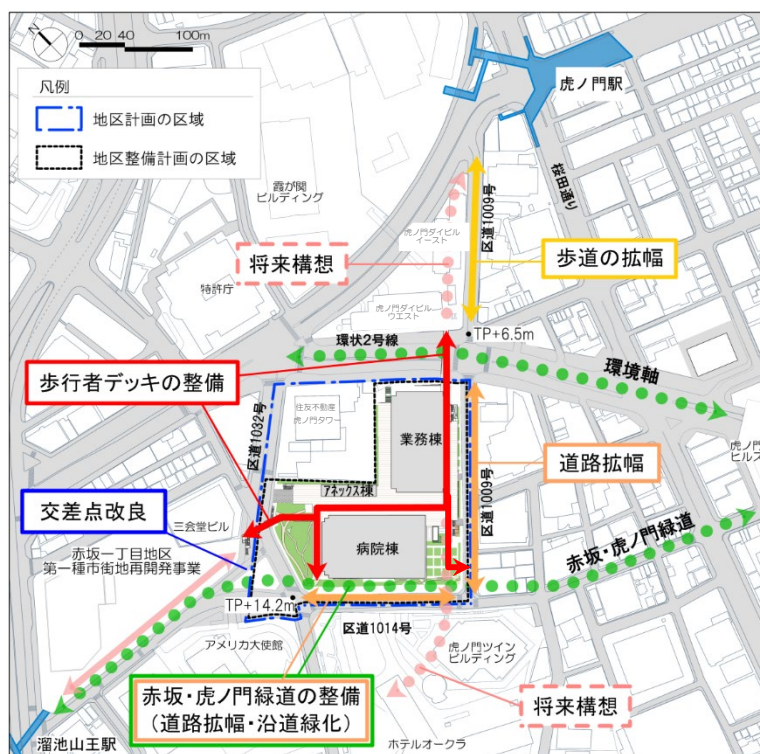 0 20 40 100m
凡例
地区計画の区域
地区整備計画の区域
虎ノ門駅
桜田通り
霞が関
ビルディング
虎ノ門ダイビル
イースト
区道1009号
将来構想
歩道の拡幅
特許庁
虎ノ門ダイビル
ウエスト
TP+6.5m
環状2号線
環境軸
歩行者デッキの整備
住友不動産
虎ノ門タワー
業務棟
区道1032号
虎ノ門
ヒルズ
道路拡幅
アネックス棟
区道1009号
交差点改良
三会堂ビル
病院棟
赤坂・虎ノ門緑道
赤坂一丁目地区
第一種市街地再開発事業
TP+14.2m
区道1014号
アメリカ大使館
虎ノ門ツイン
ビルディング
赤坂・虎ノ門緑道の整備
(道路拡幅・沿道緑化)
将来構想
溜池山王駅
ホテルオークラ